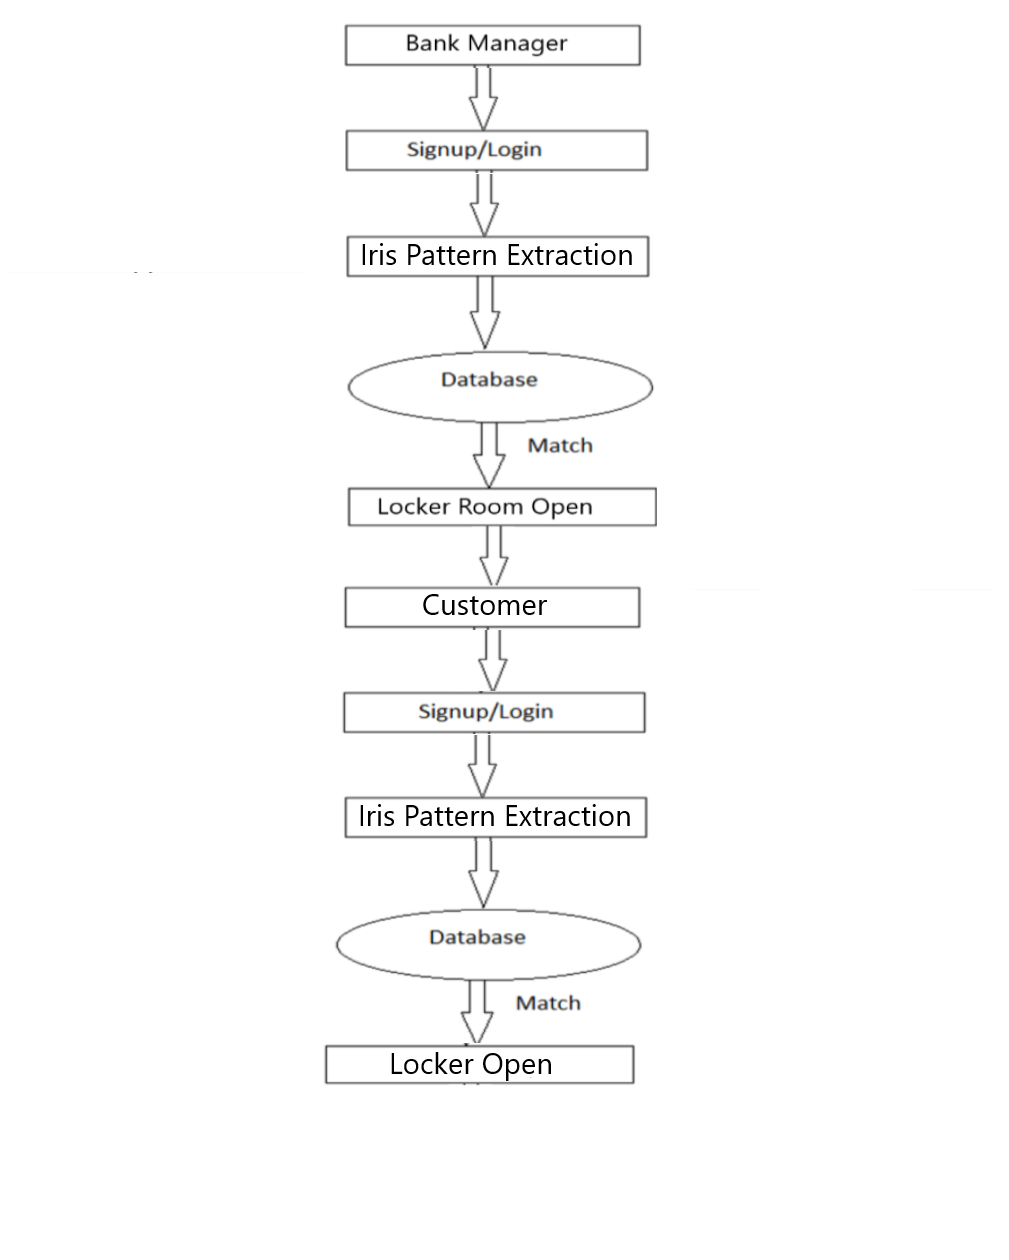 Bank Manager
Signup/Login
Iris Pattern Extraction
Database
Match
Locker Room Open
Customer
Signup/Login
Iris Pattern Extraction
Database
Match
Locker Open